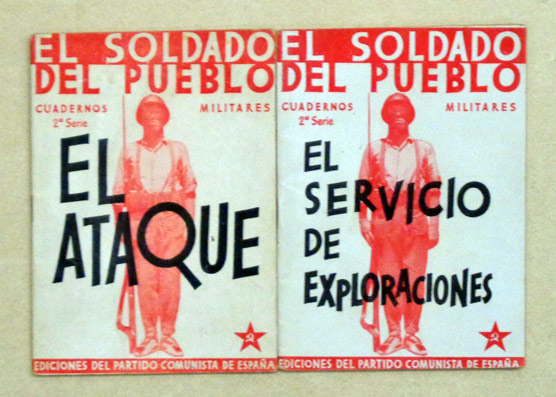 EL SOLDADO
DEL PUEBLO
CUADERNOS MILITARES
2ª Serie
EL
ATAQUE
EDICIONES DEL PARTIDO COMUNISTA DE ESPAÑA
EL SOLDADO
DEL PUEBLO
CUADERNOS MILITARES
2ª Serie
EL
SERVICIO
DE
EXPLORACIONES
EDICIONES DEL PARTIDO COMUNISTA DE ESPAÑA